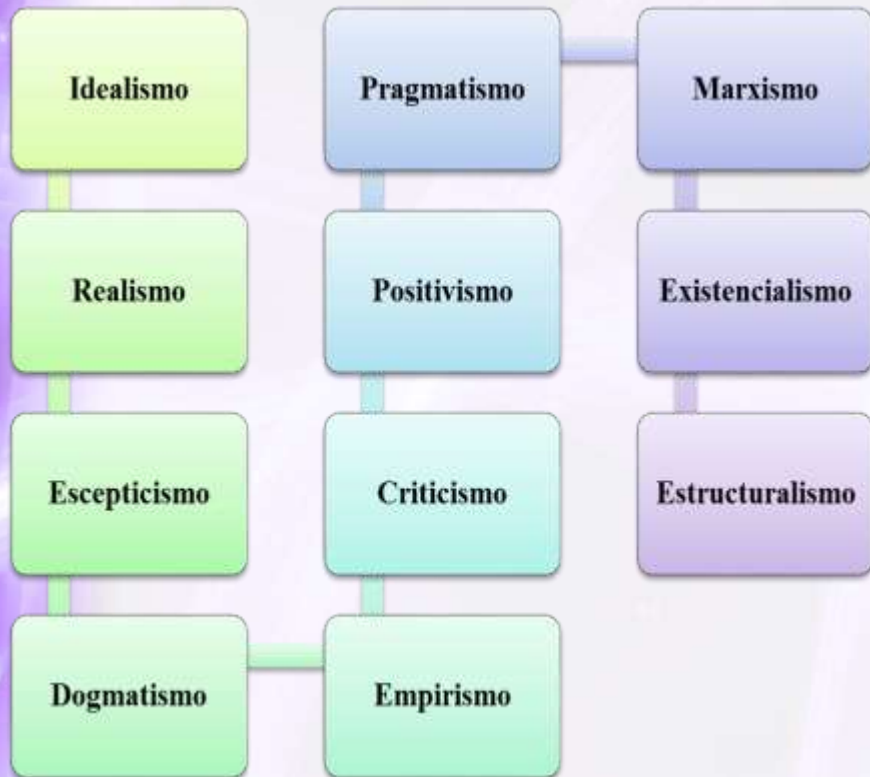 Idealismo
Realismo
Escepticismo
Dogmatismo
Empirismo
Criticismo
Positivismo
Pragmatismo
Marxismo
Existencialismo
Estructuralismo